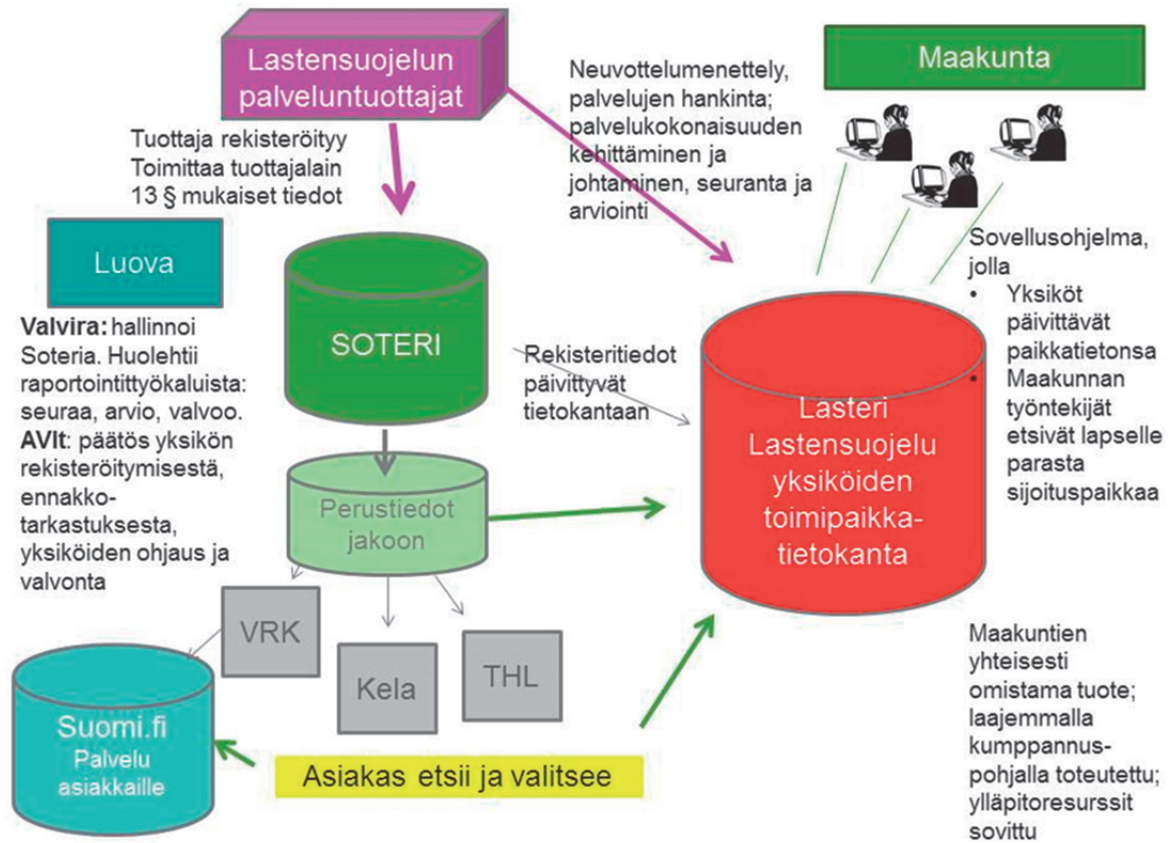 Lastensuojelun
palveluntuottajat
Neuvottelumenettely,
palvelujen hankinta;
palvelukokonaisuuden
kehittäminen ja
johtaminen, seuranta ja
arviointi
Maakunta
Tuottaja rekisteröityy
Toimittaa tuottajalain
13 § mukaiset tiedot
Luova
Valvira: hallinnoi
Soteria. Huolehtii
raportointittyökaluista:
seuraa, arvio, valvoo.
AVIt: päätös yksikön
rekisteröitymisestä,
ennakko-
tarkastuksesta,
yksiköiden ohjaus ja
valvonta
SOTERI
Rekisteritiedot
päivittyvät
tietokantaan
Sovellusohjelma,
jolla
• Yksiköt
päivittävät
paikkatietonsa
• Maakunnan
työntekijät
etsivät lapselle
parasta
sijoituspaikkaa
Lasteri
Lastensuojelu
yksiköiden
toimipaikka-
tietokanta
Perustiedot
jakoon
VRK
Kela
THL
Suomi.fi
Palvelu
asiakkaille
Asiakas etsii ja valitsee
Maakuntien
yhteisesti
omistama tuote;
laajemmalla
kumppannus-
pohjalla toteutettu;
ylläpitoresurssit
sovittu